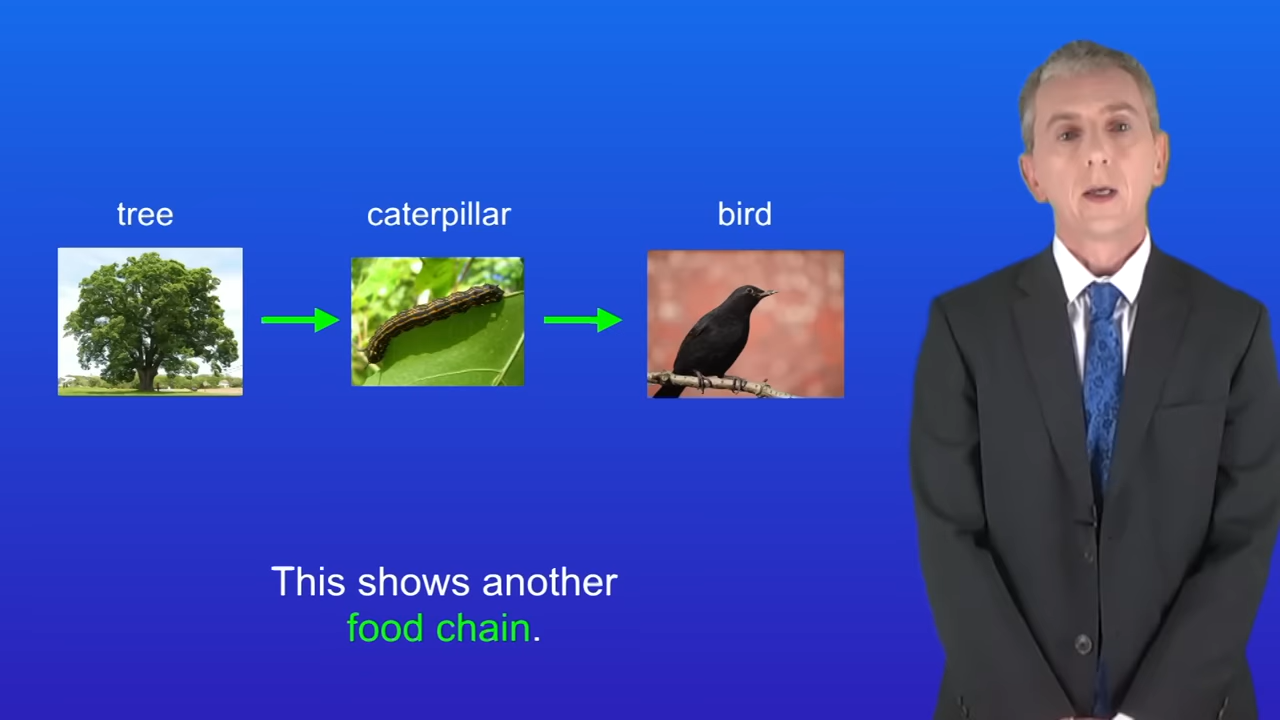 tree
caterpillar
bird
This shows another
food chain.